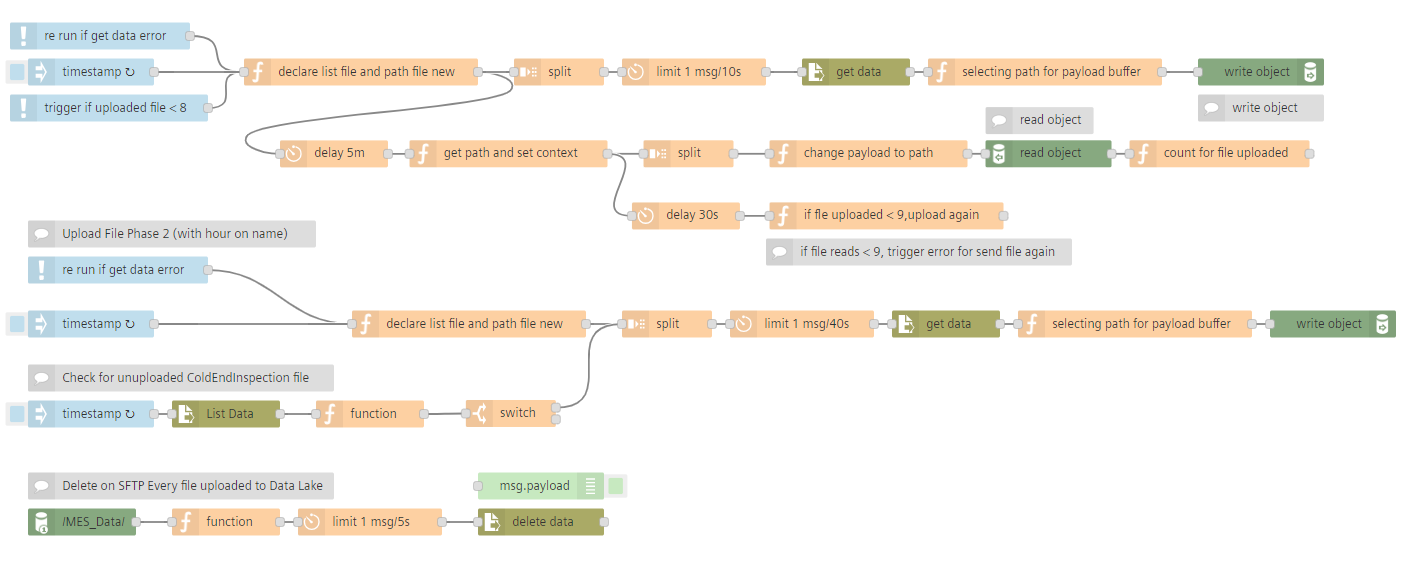 re run if get data error
timestamp ↻
trigger if uploaded file < 8
declare list file and path file new
split
limit 1 msg/10s
get data
selecting path for payload buffer
write object
write object
read object
delay 5m
get path and set context
split
change payload to path
read object
count for file uploaded
delay 30s
if fle uploaded < 9,upload again
if file reads < 9, trigger error for send file again
Upload File Phase 2 (with hour on name)
re run if get data error
timestamp ↻
declare list file and path file new
split
limit 1 msg/40s
get data
selecting path for payload buffer
write object
Check for unuploaded ColdEndInspection file
timestamp ↻
List Data
function
switch
Delete on SFTP Every file uploaded to Data Lake
msg.payload
/MES_Data/
function
limit 1 msg/5s
delete data